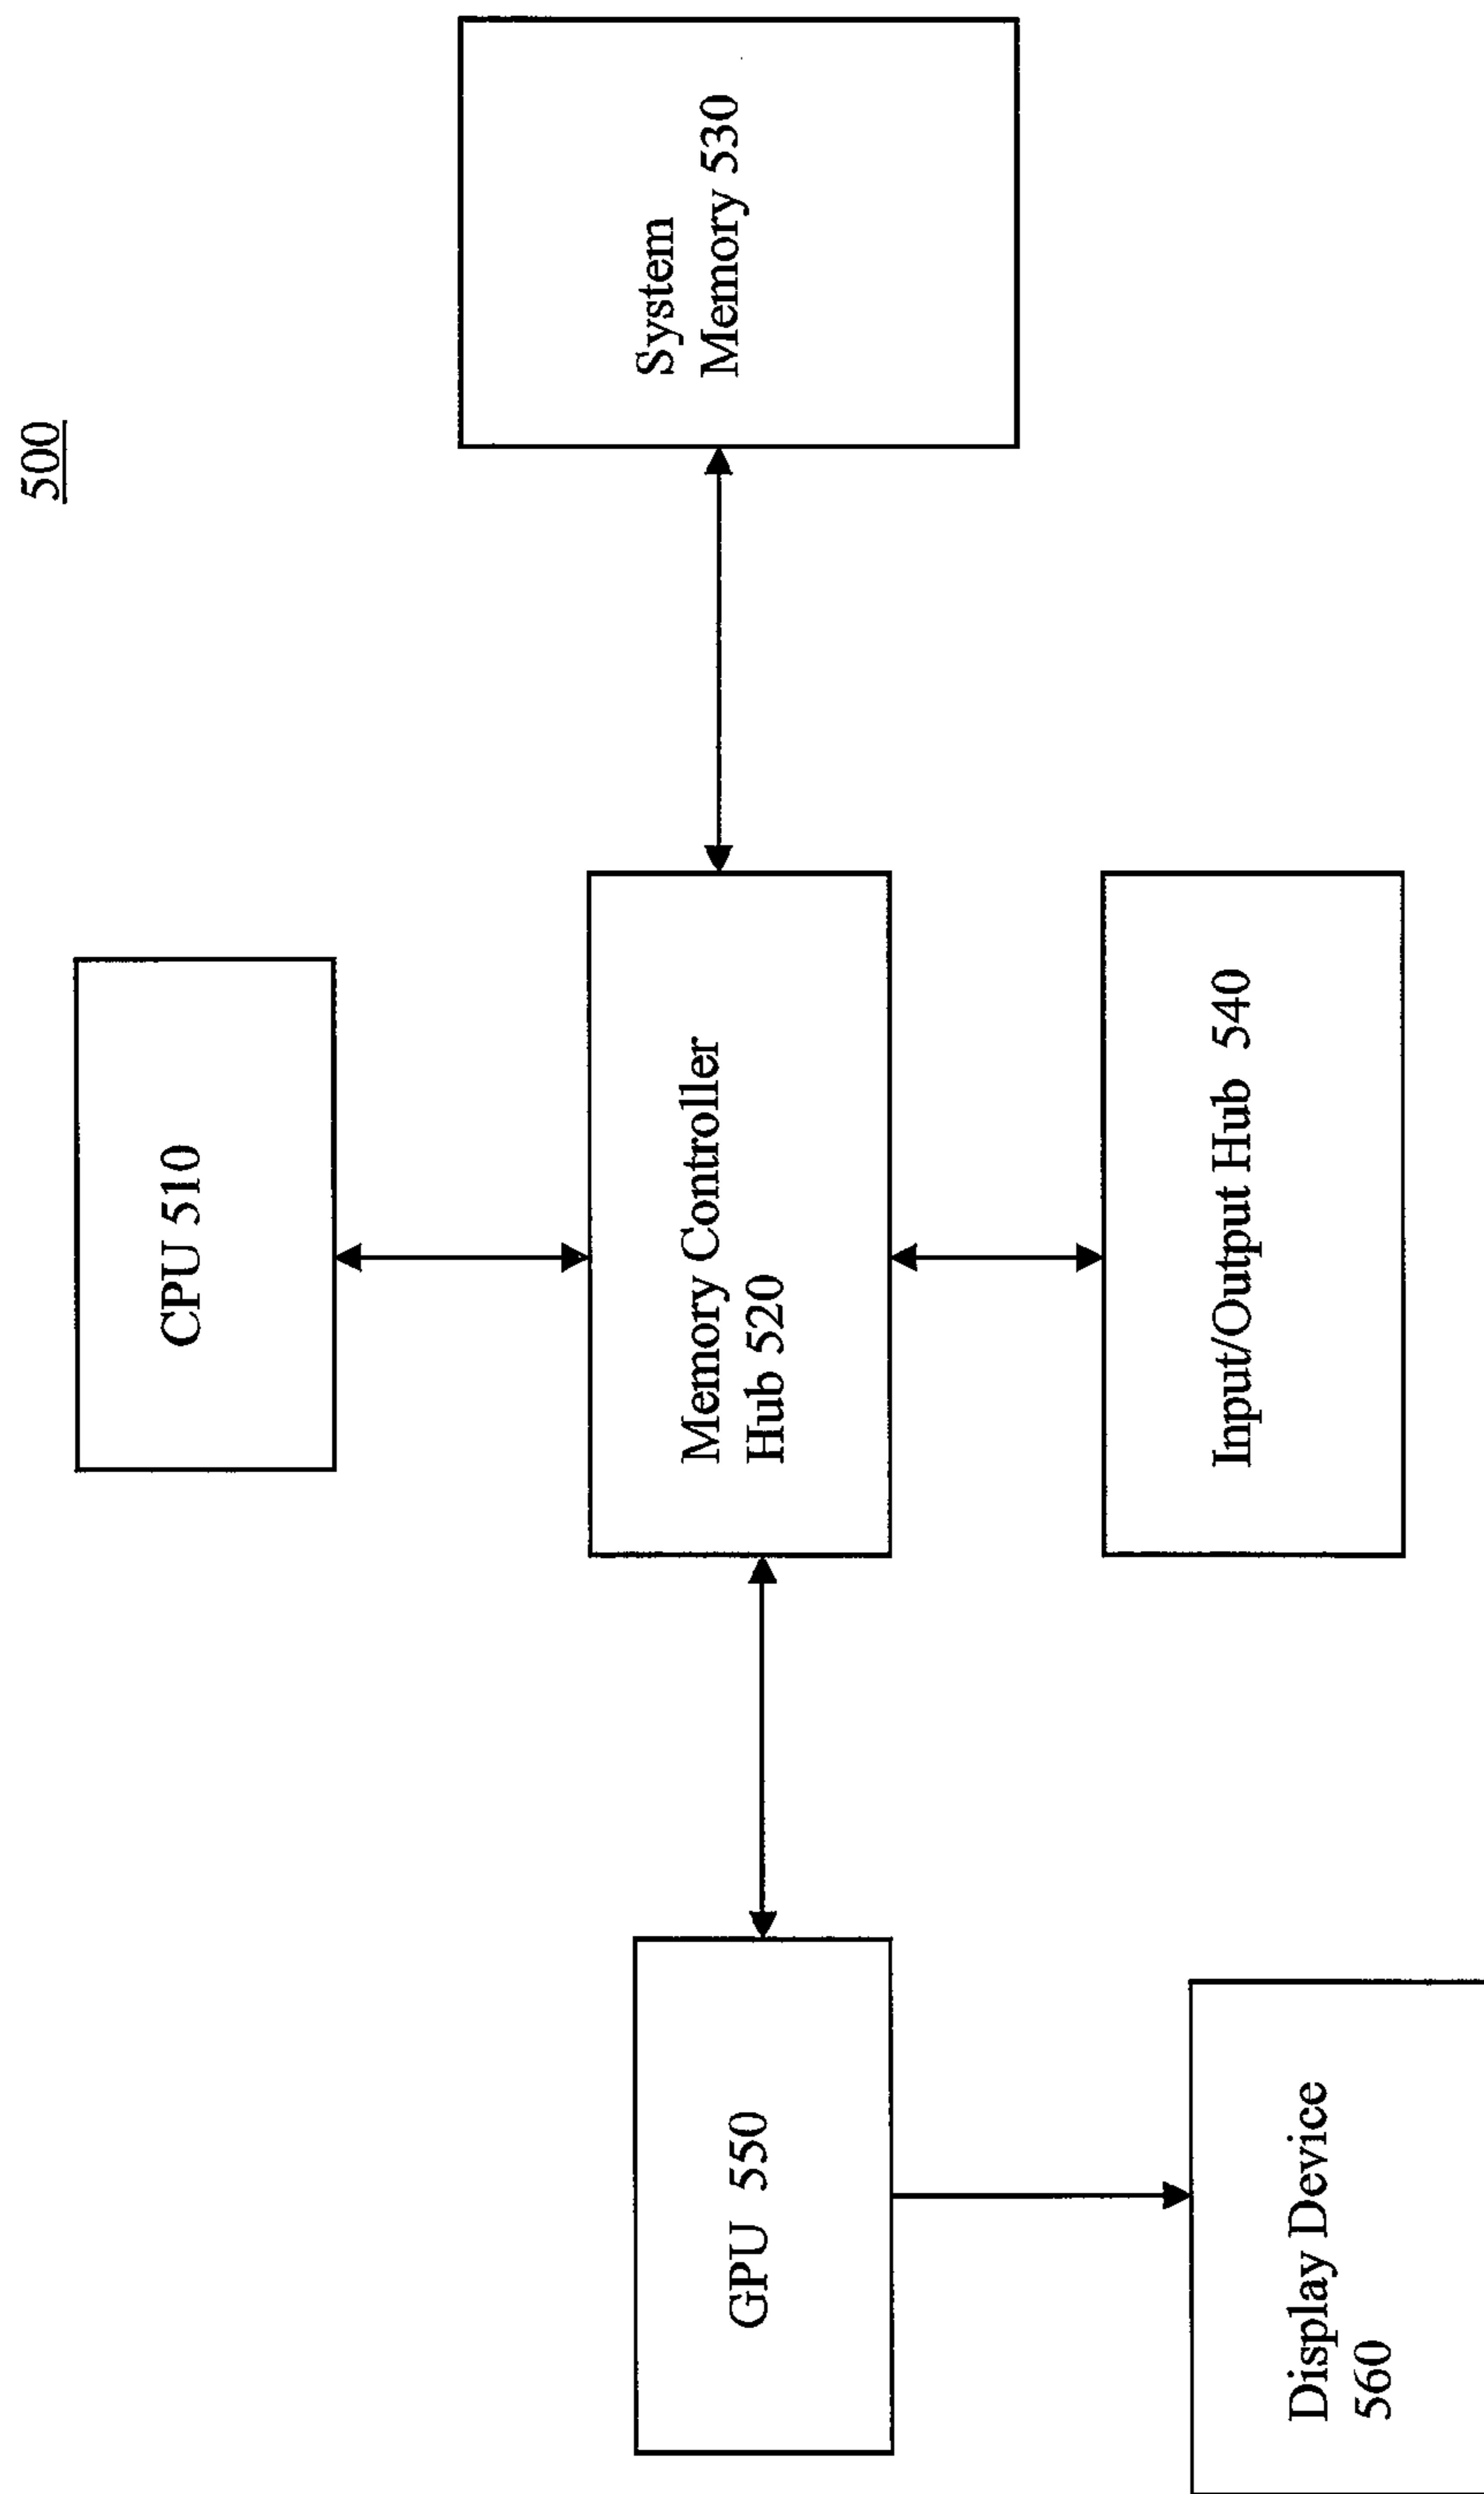 500
CPU 510
System
Memory 530
Memory Controller
Hub 520
GPU 550
Input/Output Hub 540
Display Device
560